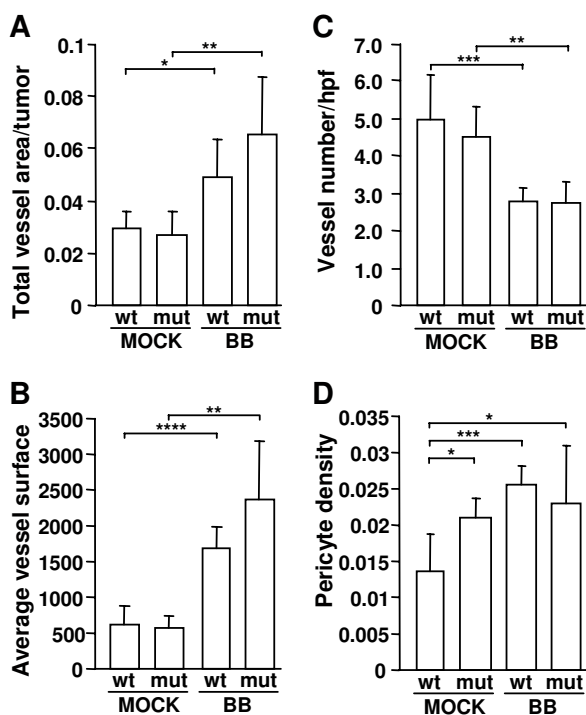 A
Total vessel area/tumor
0.1
0.08
0.06
0.04
0.02
0
*
**
wt mut wt mut
MOCK BB
C
Vessel number/hpf
7.0
6.0
5.0
4.0
3.0
2.0
1.0
0
***
**
wt mut wt mut
MOCK BB
B
Average vessel surface
3500
3000
2500
2000
1500
1000
500
0
****
**
wt mut wt mut
MOCK BB
D
Pericyte density
0.035
0.03
0.025
0.02
0.015
0.01
0.005
0
*
***
*
wt mut wt mut
MOCK BB